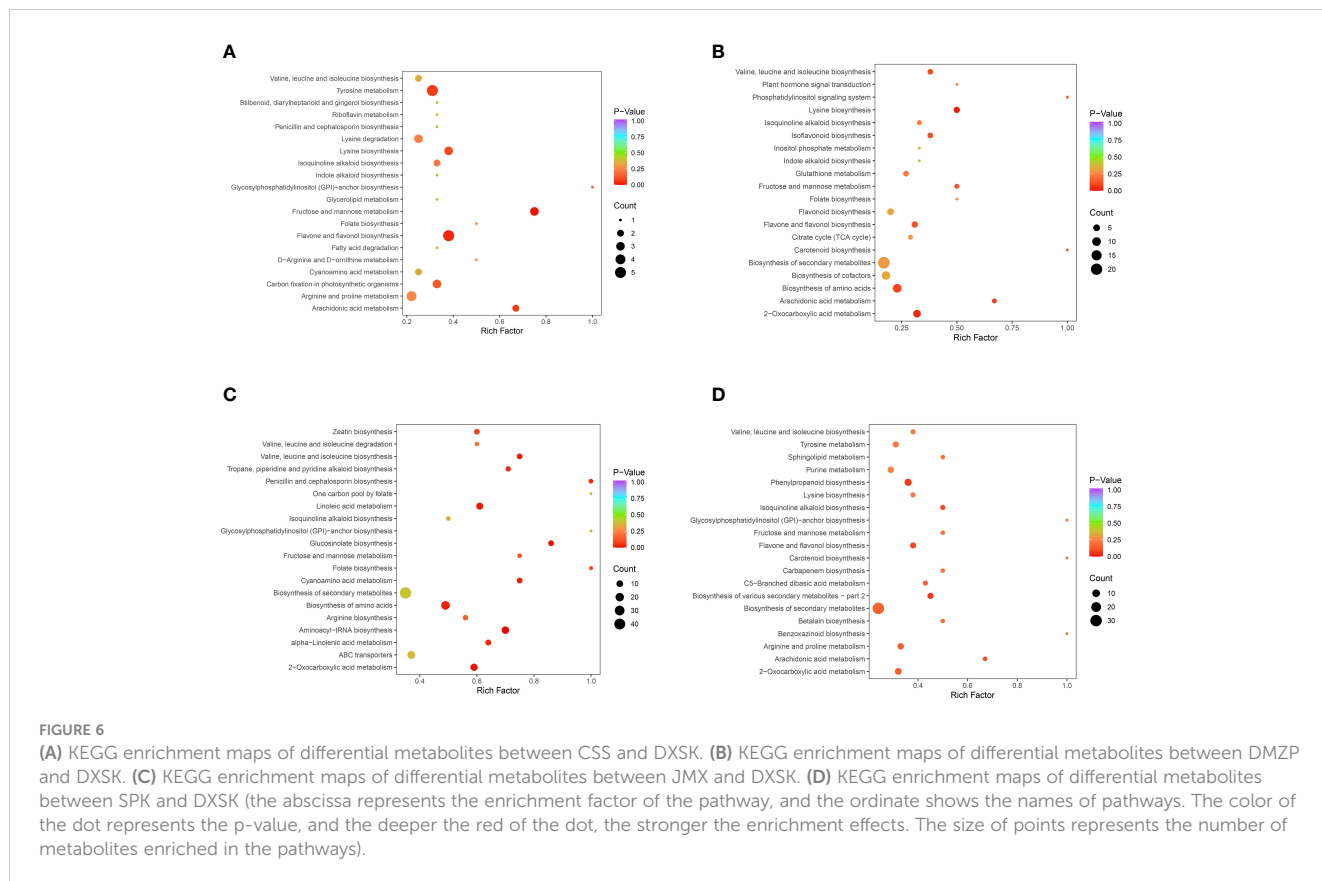 A
Valine, leucine and isoleucine biosynthesis
Tyrosine metabolism
Stilbenoid, diarylheptanoid and gingerol biosynthesis
Riboflavin metabolism
Penicillin and cephalosporin biosynthesis
Lysine degradation
Lysine biosynthesis
Isoquinoline alkaloid biosynthesis
Indole alkaloid biosynthesis
Glycosylphosphatidylinositol (GPI)−anchor biosynthesis
Glycerolipid metabolism
Fructose and mannose metabolism
Folate biosynthesis
Flavone and flavonol biosynthesis
Fatty acid degradation
D−Arginine and D−ornithine metabolism
Cyanoamino acid metabolism
Carbon fixation in photosynthetic organisms
Arginine and proline metabolism
Arachidonic acid metabolism
0.2 0.4 0.6 0.8 1.0
Rich Factor
P-Value
1.00
0.75
0.50
0.25
0.00
Count
1
2
3
4
5
B
Valine, leucine and isoleucine biosynthesis
Plant hormone signal transduction
Phosphatidylinositol signaling system
Lysine biosynthesis
Isoquinoline alkaloid biosynthesis
Isoflavonoid biosynthesis
Inositol phosphate metabolism
Indole alkaloid biosynthesis
Glutathione metabolism
Fructose and mannose metabolism
Folate biosynthesis
Flavonoid biosynthesis
Flavone and flavonol biosynthesis
Citrate cycle (TCA cycle)
Carotenoid biosynthesis
Biosynthesis of secondary metabolites
Biosynthesis of cofactors
Biosynthesis of amino acids
Arachidonic acid metabolism
2−Oxocarboxylic acid metabolism
0.25 0.50 0.75 1.00
Rich Factor
P-Value
1.00
0.75
0.50
0.25
0.00
Count
5
10
15
20
C
Zeatin biosynthesis
Valine, leucine and isoleucine degradation
Valine, leucine and isoleucine biosynthesis
Tropane, piperidine and pyridine alkaloid biosynthesis
Penicillin and cephalosporin biosynthesis
One carbon pool by folate
Linoleic acid metabolism
Isoquinoline alkaloid biosynthesis
Glycosylphosphatidylinositol (GPI)−anchor biosynthesis
Glucosinolate biosynthesis
Fructose and mannose metabolism
Folate biosynthesis
Cyanoamino acid metabolism
Biosynthesis of secondary metabolites
Biosynthesis of amino acids
Arginine biosynthesis
Aminoacyl−tRNA biosynthesis
alpha−Linolenic acid metabolism
ABC transporters
2−Oxocarboxylic acid metabolism
0.4 0.6 0.8 1.0
Rich Factor
P-Value
1.00
0.75
0.50
0.25
0.00
Count
10
20
30
40
D
Valine, leucine and isoleucine biosynthesis
Tyrosine metabolism
Sphingolipid metabolism
Purine metabolism
Phenylpropanoid biosynthesis
Lysine biosynthesis
Isoquinoline alkaloid biosynthesis
Glycosylphosphatidylinositol (GPI)−anchor biosynthesis
Fructose and mannose metabolism
Flavone and flavonol biosynthesis
Carotenoid biosynthesis
Carbapenem biosynthesis
C5−Branched dibasic acid metabolism
Biosynthesis of various secondary metabolites − part 2
Biosynthesis of secondary metabolites
Betalain biosynthesis
Benzoxazinoid biosynthesis
Arginine and proline metabolism
Arachidonic acid metabolism
2−Oxocarboxylic acid metabolism
0.4 0.6 0.8 1.0
Rich Factor
P-Value
1.00
0.75
0.50
0.25
0.00
Count
10
20
30
FIGURE 6
(A) KEGG enrichment maps of differential metabolites between CSS and DXSK. (B) KEGG enrichment maps of differential metabolites between DMZP
and DXSK. (C) KEGG enrichment maps of differential metabolites between JMX and DXSK. (D) KEGG enrichment maps of differential metabolites
between SPK and DXSK (the abscissa represents the enrichment factor of the pathway, and the ordinate shows the names of pathways. The color of
the dot represents the p-value, and the deeper the red of the dot, the stronger the enrichment effects. The size of points represents the number of
metabolites enriched in the pathways).